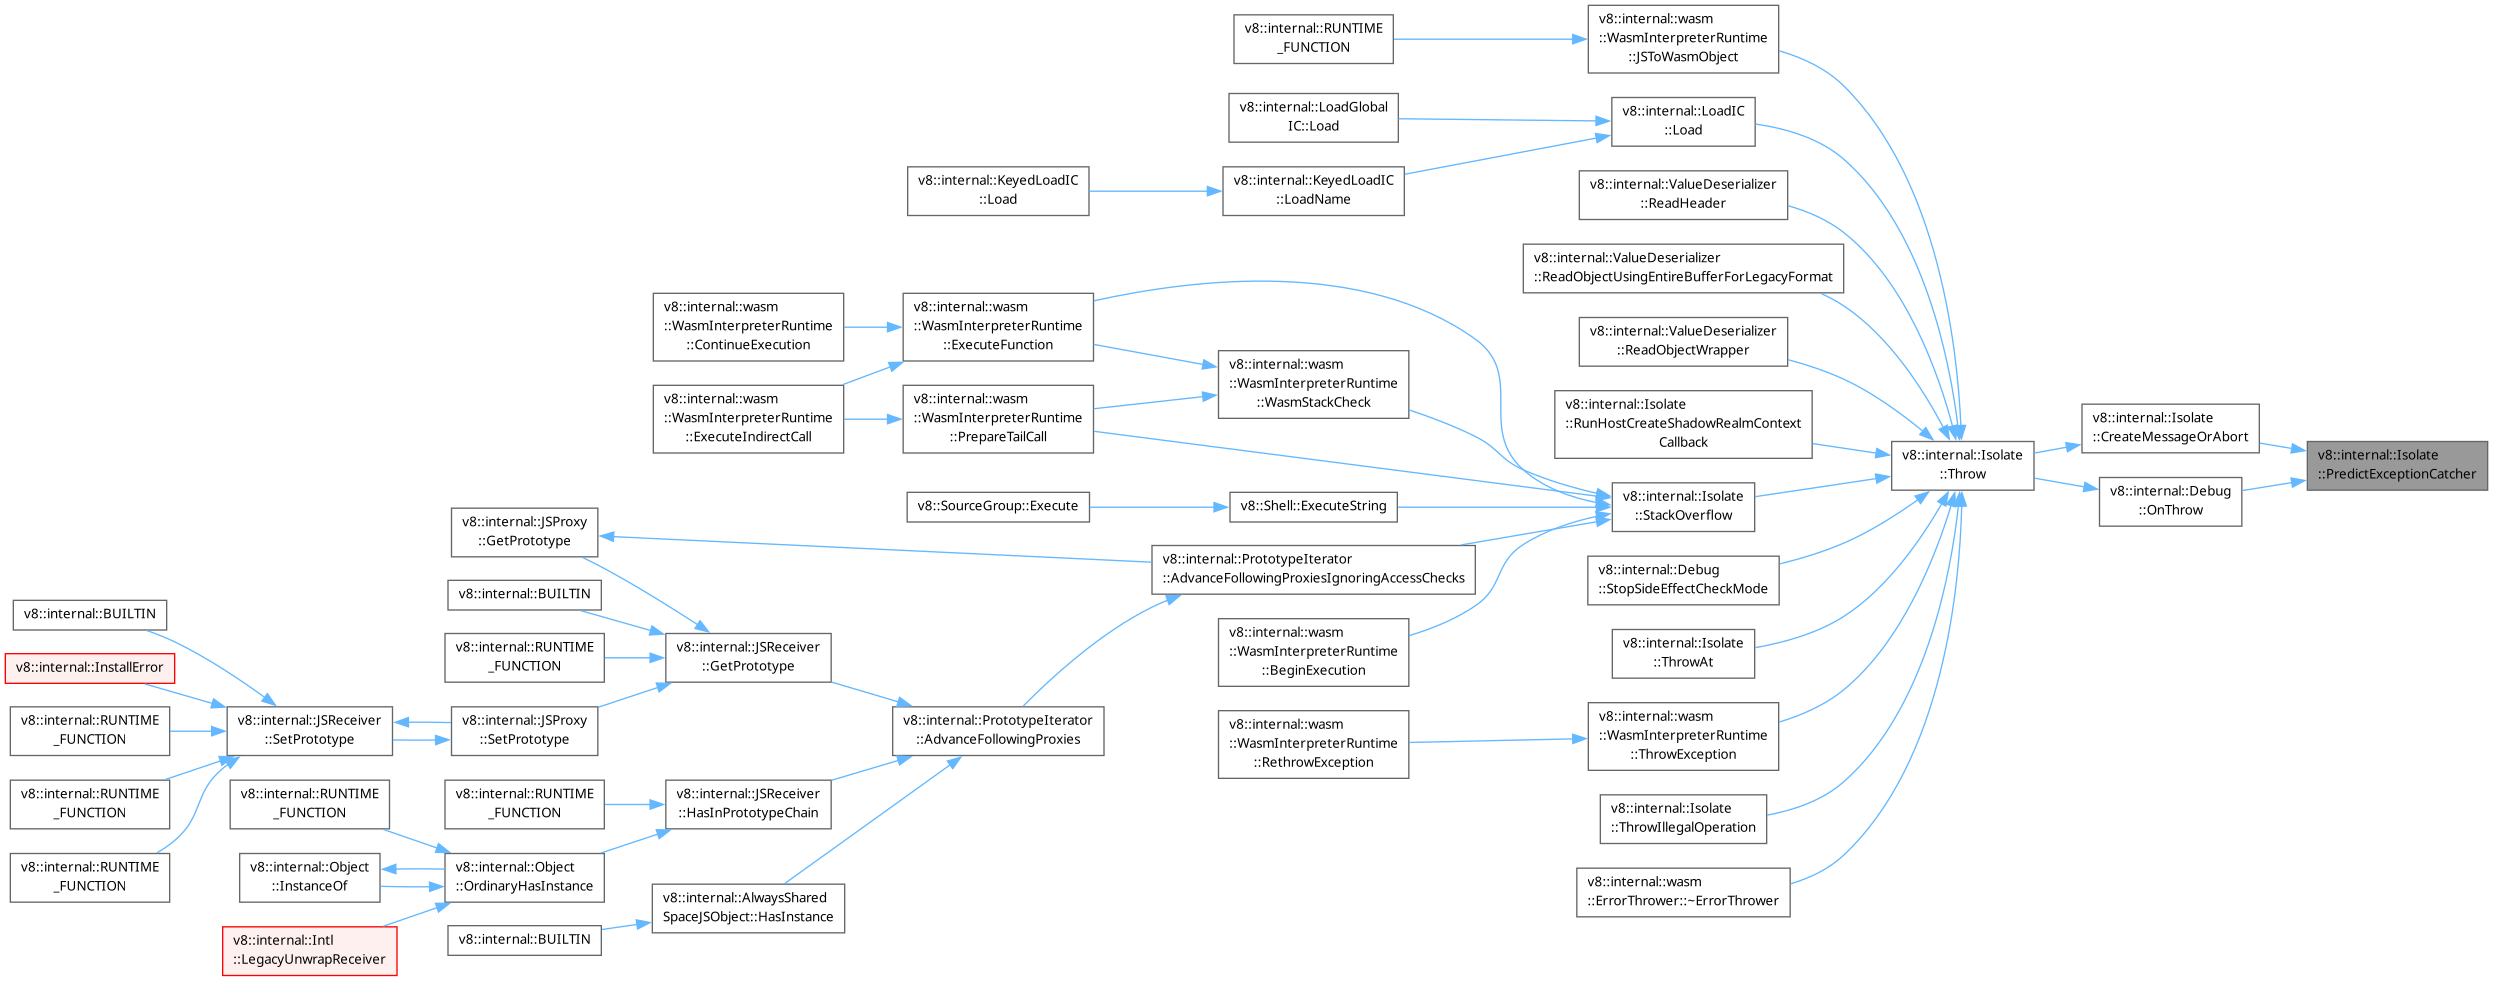 v8::internal::RUNTIME
_FUNCTION
v8::internal::wasm
::WasmInterpreterRuntime
::JSToWasmObject
v8::internal::LoadGlobal
IC::Load
v8::internal::LoadIC
::Load
v8::internal::KeyedLoadIC
::Load
v8::internal::KeyedLoadIC
::LoadName
v8::internal::ValueDeserializer
::ReadHeader
v8::internal::ValueDeserializer
::ReadObjectUsingEntireBufferForLegacyFormat
v8::internal::wasm
::WasmInterpreterRuntime
::ContinueExecution
v8::internal::wasm
::WasmInterpreterRuntime
::ExecuteFunction
v8::internal::ValueDeserializer
::ReadObjectWrapper
v8::internal::wasm
::WasmInterpreterRuntime
::WasmStackCheck
v8::internal::wasm
::WasmInterpreterRuntime
::ExecuteIndirectCall
v8::internal::wasm
::WasmInterpreterRuntime
::PrepareTailCall
v8::internal::Isolate
::RunHostCreateShadowRealmContext
Callback
v8::internal::Isolate
::CreateMessageOrAbort
v8::internal::Isolate
::Throw
v8::internal::Isolate
::PredictExceptionCatcher
v8::internal::Debug
::OnThrow
v8::SourceGroup::Execute
v8::Shell::ExecuteString
v8::internal::Isolate
::StackOverflow
v8::internal::JSProxy
::GetPrototype
v8::internal::PrototypeIterator
::AdvanceFollowingProxiesIgnoringAccessChecks
v8::internal::Debug
::StopSideEffectCheckMode
v8::internal::BUILTIN
v8::internal::BUILTIN
v8::internal::RUNTIME
_FUNCTION
v8::internal::JSReceiver
::GetPrototype
v8::internal::wasm
::WasmInterpreterRuntime
::BeginExecution
v8::internal::Isolate
::ThrowAt
v8::internal::InstallError
v8::internal::RUNTIME
_FUNCTION
v8::internal::JSReceiver
::SetPrototype
v8::internal::JSProxy
::SetPrototype
v8::internal::PrototypeIterator
::AdvanceFollowingProxies
v8::internal::wasm
::WasmInterpreterRuntime
::RethrowException
v8::internal::wasm
::WasmInterpreterRuntime
::ThrowException
v8::internal::RUNTIME
_FUNCTION
v8::internal::RUNTIME
_FUNCTION
v8::internal::RUNTIME
_FUNCTION
v8::internal::JSReceiver
::HasInPrototypeChain
v8::internal::Isolate
::ThrowIllegalOperation
v8::internal::RUNTIME
_FUNCTION
v8::internal::Object
::InstanceOf
v8::internal::Object
::OrdinaryHasInstance
v8::internal::AlwaysShared
SpaceJSObject::HasInstance
v8::internal::wasm
::ErrorThrower::~ErrorThrower
v8::internal::Intl
::LegacyUnwrapReceiver
v8::internal::BUILTIN